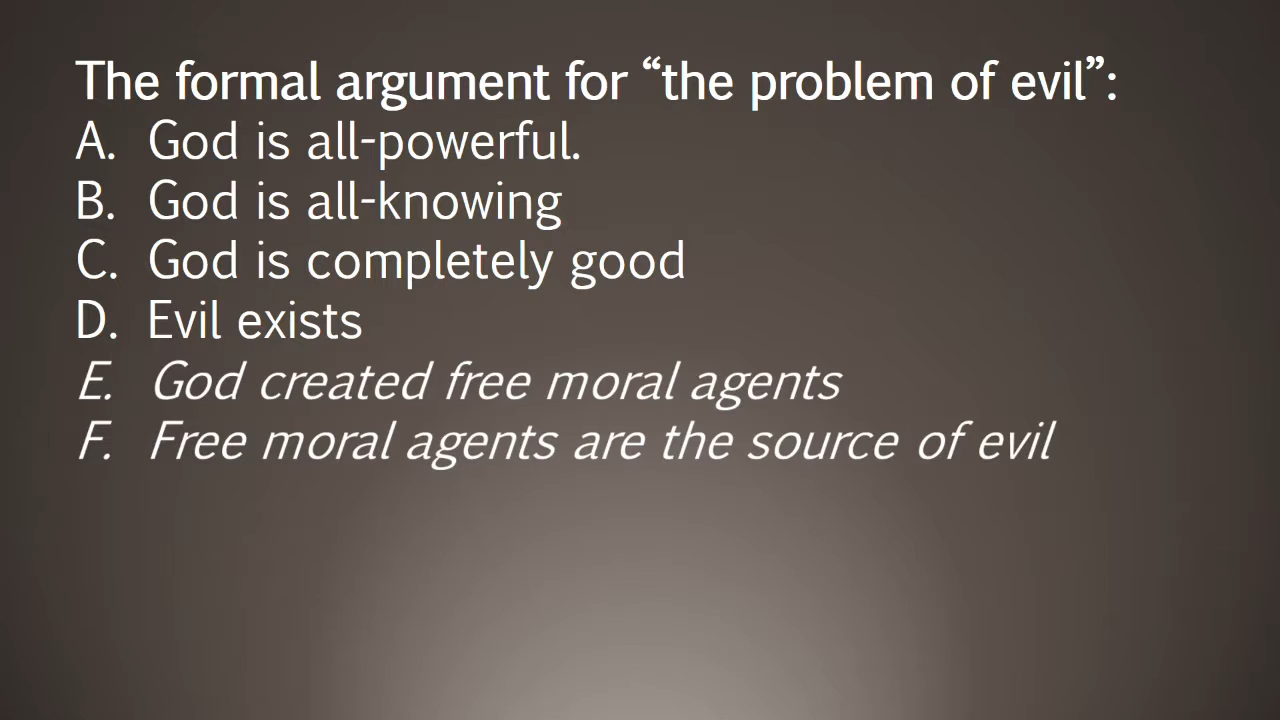 The formal argument for “the problem of evil”:
A. God is all-powerful.
B. God is all-knowing
C. God is completely good
D. Evil exists
E. God created free moral agents
F. Free moral agents are the source of evil